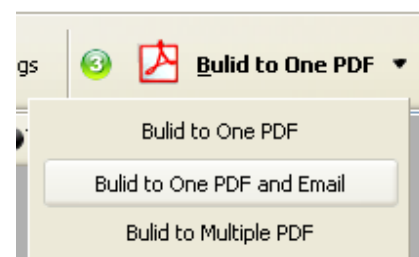 gs 3 Bulid to One PDF
Bulid to One PDF
Bulid to One PDF and Email
Bulid to Multiple PDF